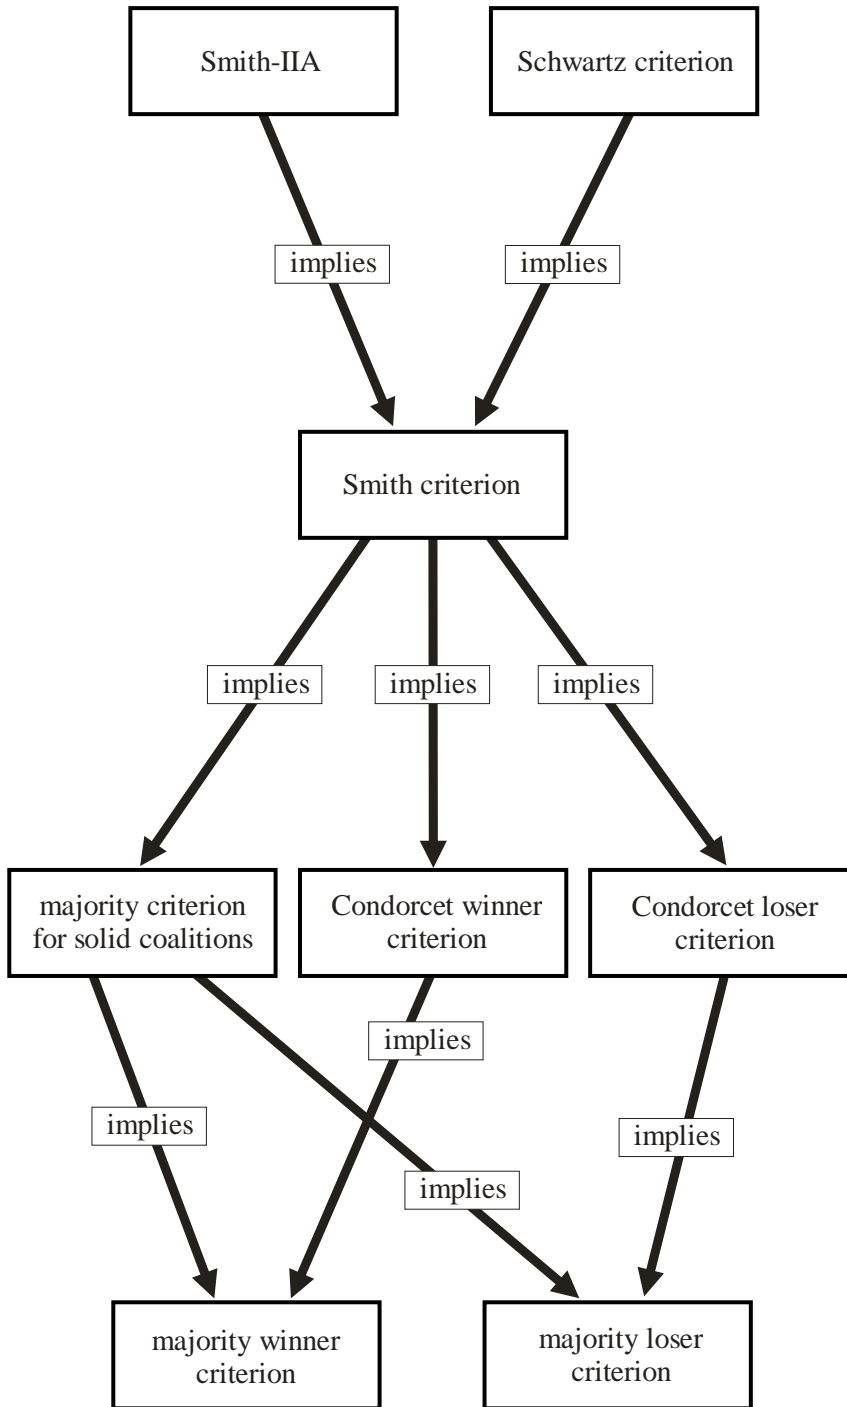 Smith-IIA
Schwartz criterion
implies
implies
Smith criterion
implies
implies
implies
majority criterion
for solid coalitions
Condorcet winner
criterion
Condorcet loser
criterion
implies
implies
implies
implies
majority winner
criterion
majority loser
criterion